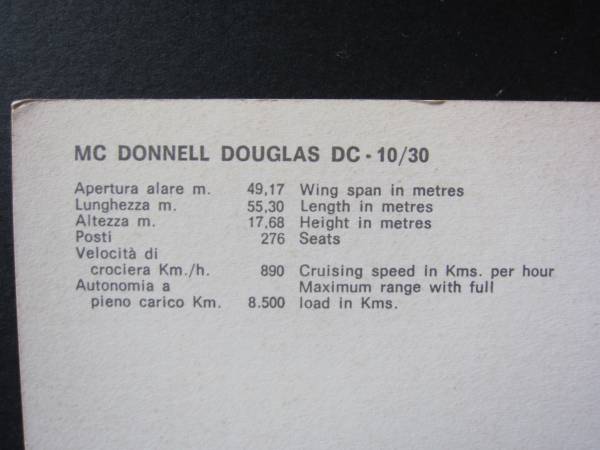 MC DONNELL DOUGLAS DC - 10/30
Apertura alare m. 49,17 Wing span in metres
Lunghezza m. 55,30 Length in metres
Altezza m. 17,68 Height in metres
Posti 276 Seats
Velocità di
crociera Km./h. 890 Cruising speed in Kms. per hour
Autonomia a Maximum range with full
pieno carico Km. 8.500 load in Kms.